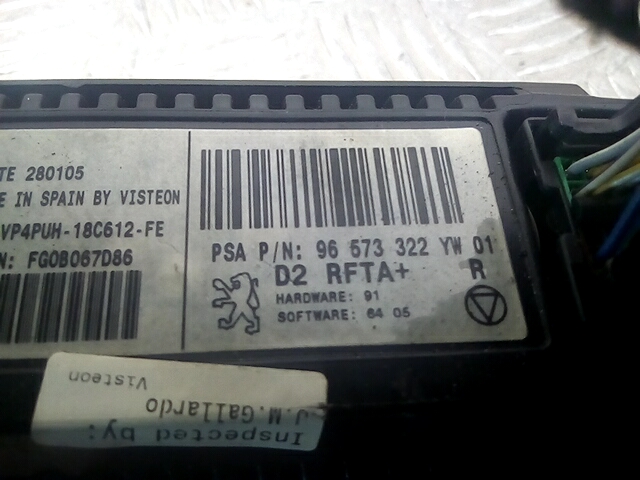 TE 280105
E IN SPAIN BY VISTEON
VP4PUH-18C612-FE
N: FG0B067D86
PSA P/N: 96 573 322 YW 01
D2 RFTA+ R
HARDWARE: 91
SOFTWARE: 64 05
Inspected by:
J.M.Gallardo
Visteon